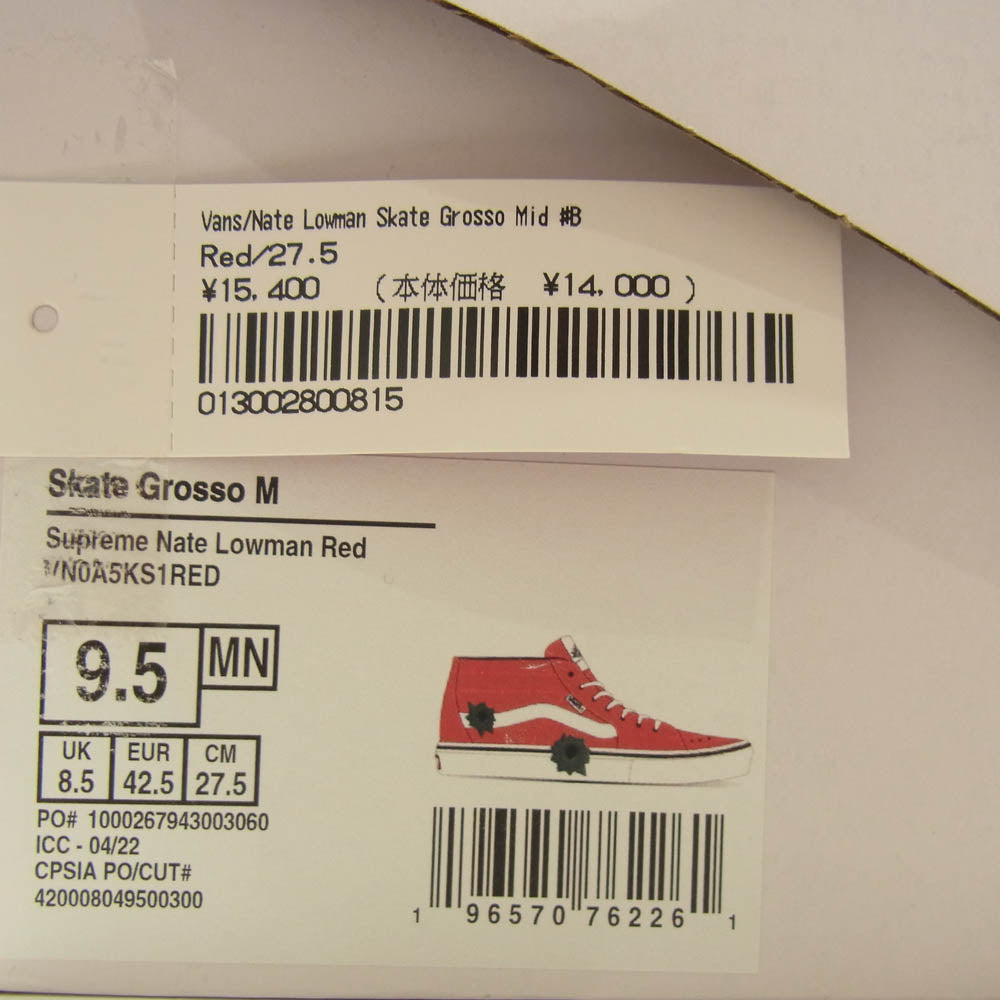 Vans/Nate Lowman Skate Grosso Mid #B
Red/27.5
¥15,400 (本体価格 ¥14,000 )
013002800815
Skate Grosso M
Supreme Nate Lowman Red
VN0A5KS1RED
9.5 MN
UK EUR CM
8.5 42.5 27.5
PO# 1000267943003060
ICC - 04/22
CPSIA PO/CUT#
420008049500300
1 96570 76226 1